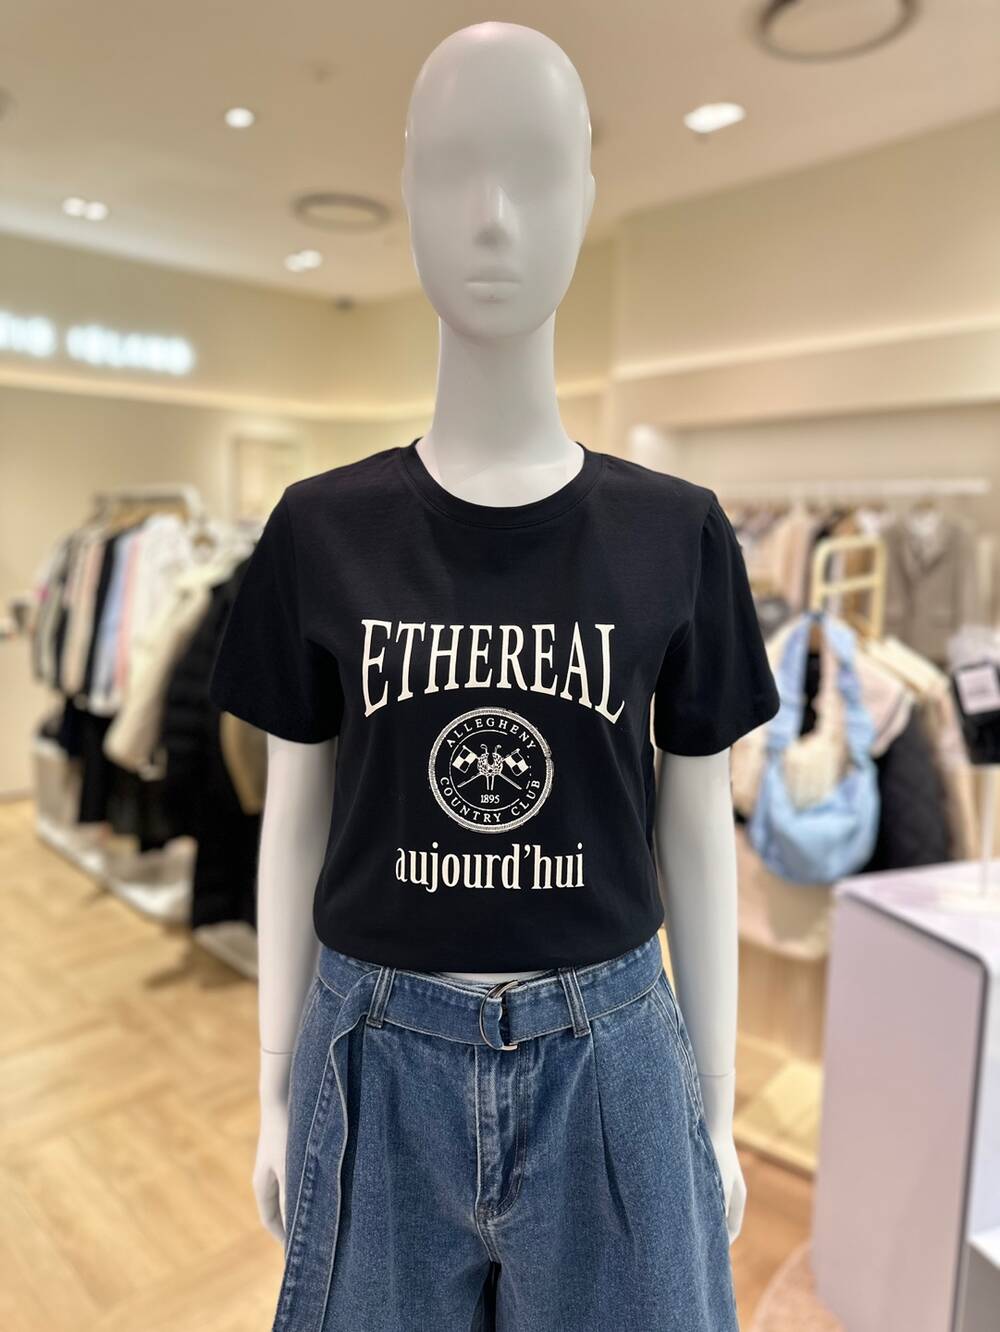 ETHEREAL
ALLEGHENY
1895
COUNTRY CLUB
aujourd'hui